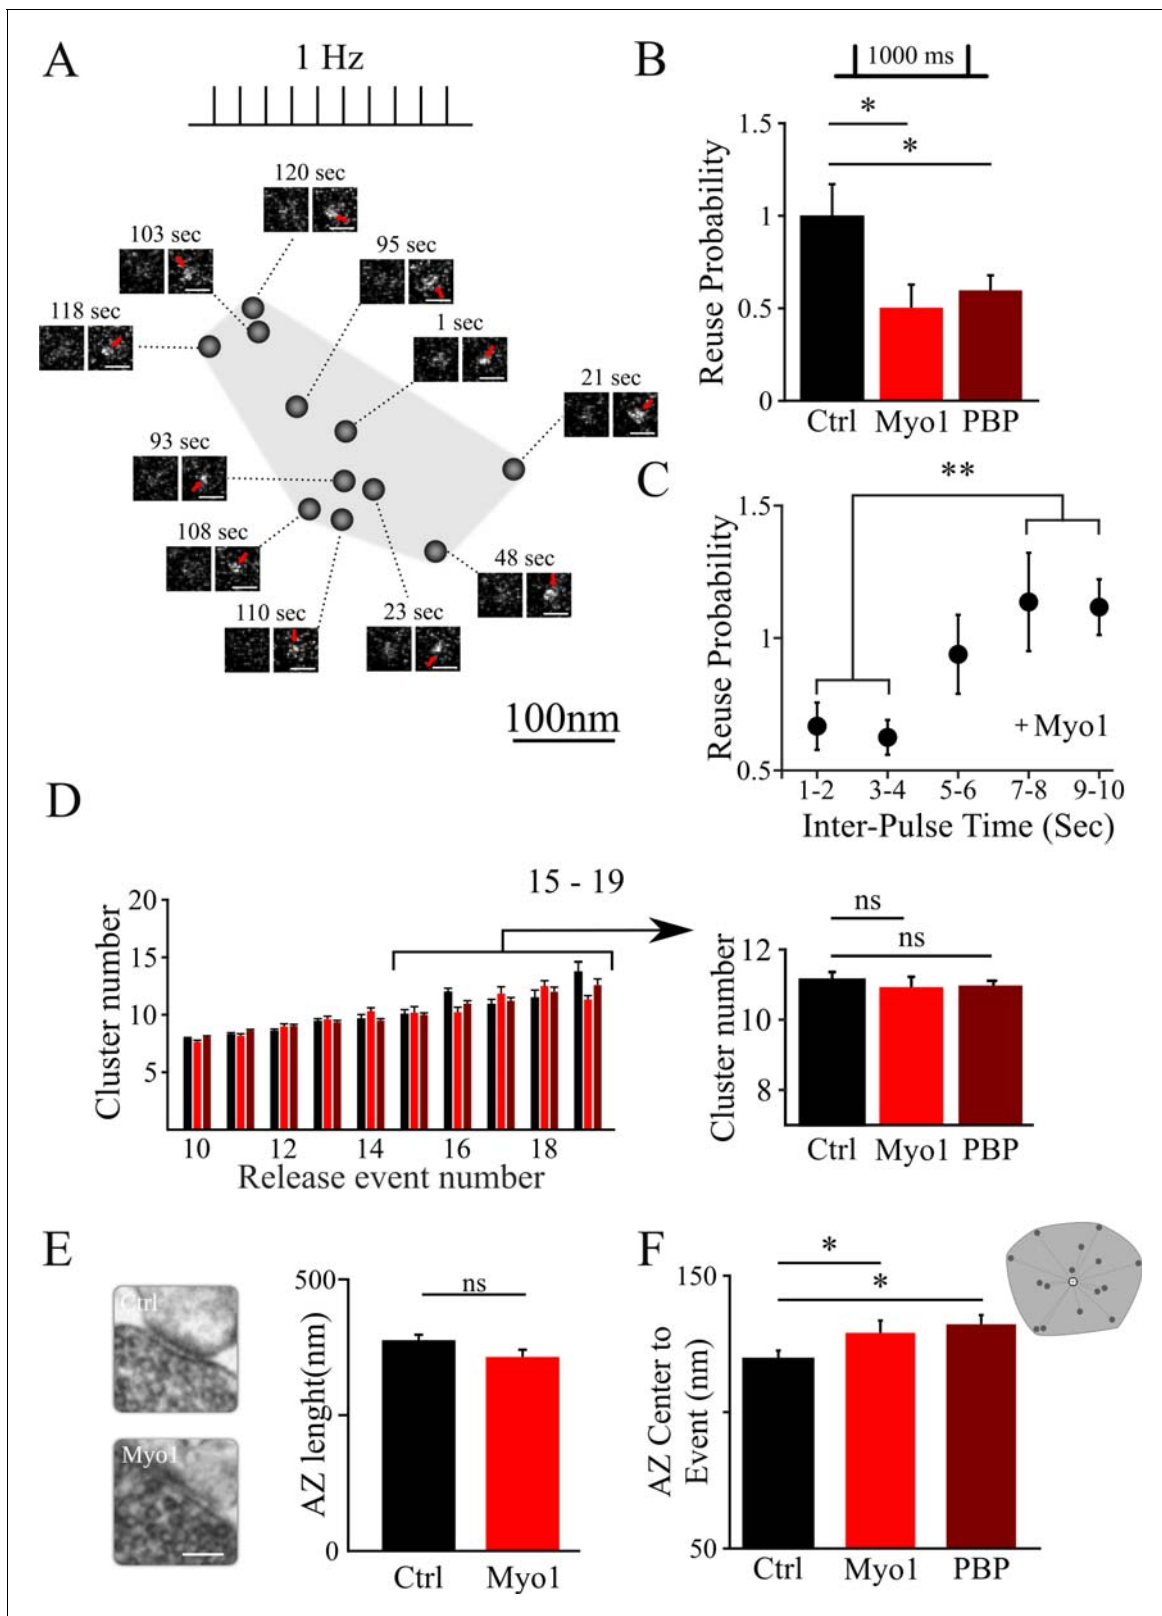 A
1 Hz
120 sec
103 sec
95 sec
118 sec
1 sec
21 sec
93 sec
108 sec
48 sec
110 sec
23 sec
100nm
B
1000 ms
*
*
Reuse Probability
1.5
1
0.5
0
Ctrl Myo1 PBP
C
**
Reuse Probability
1.5
1
0.5
+ Myo1
1-2 3-4 5-6 7-8 9-10
Inter-Pulse Time (Sec)
D
15 - 19
Cluster number
20
15
10
5
10 12 14 16 18
Release event number
ns
ns
Cluster number
12
10
8
Ctrl Myo1 PBP
E
Ctrl
Myo1
AZ lenght(nm)
500
0
0
ns
Ctrl Myo1
F
*
*
AZ Center to
Event (nm)
150
50
Ctrl Myo1 PBP